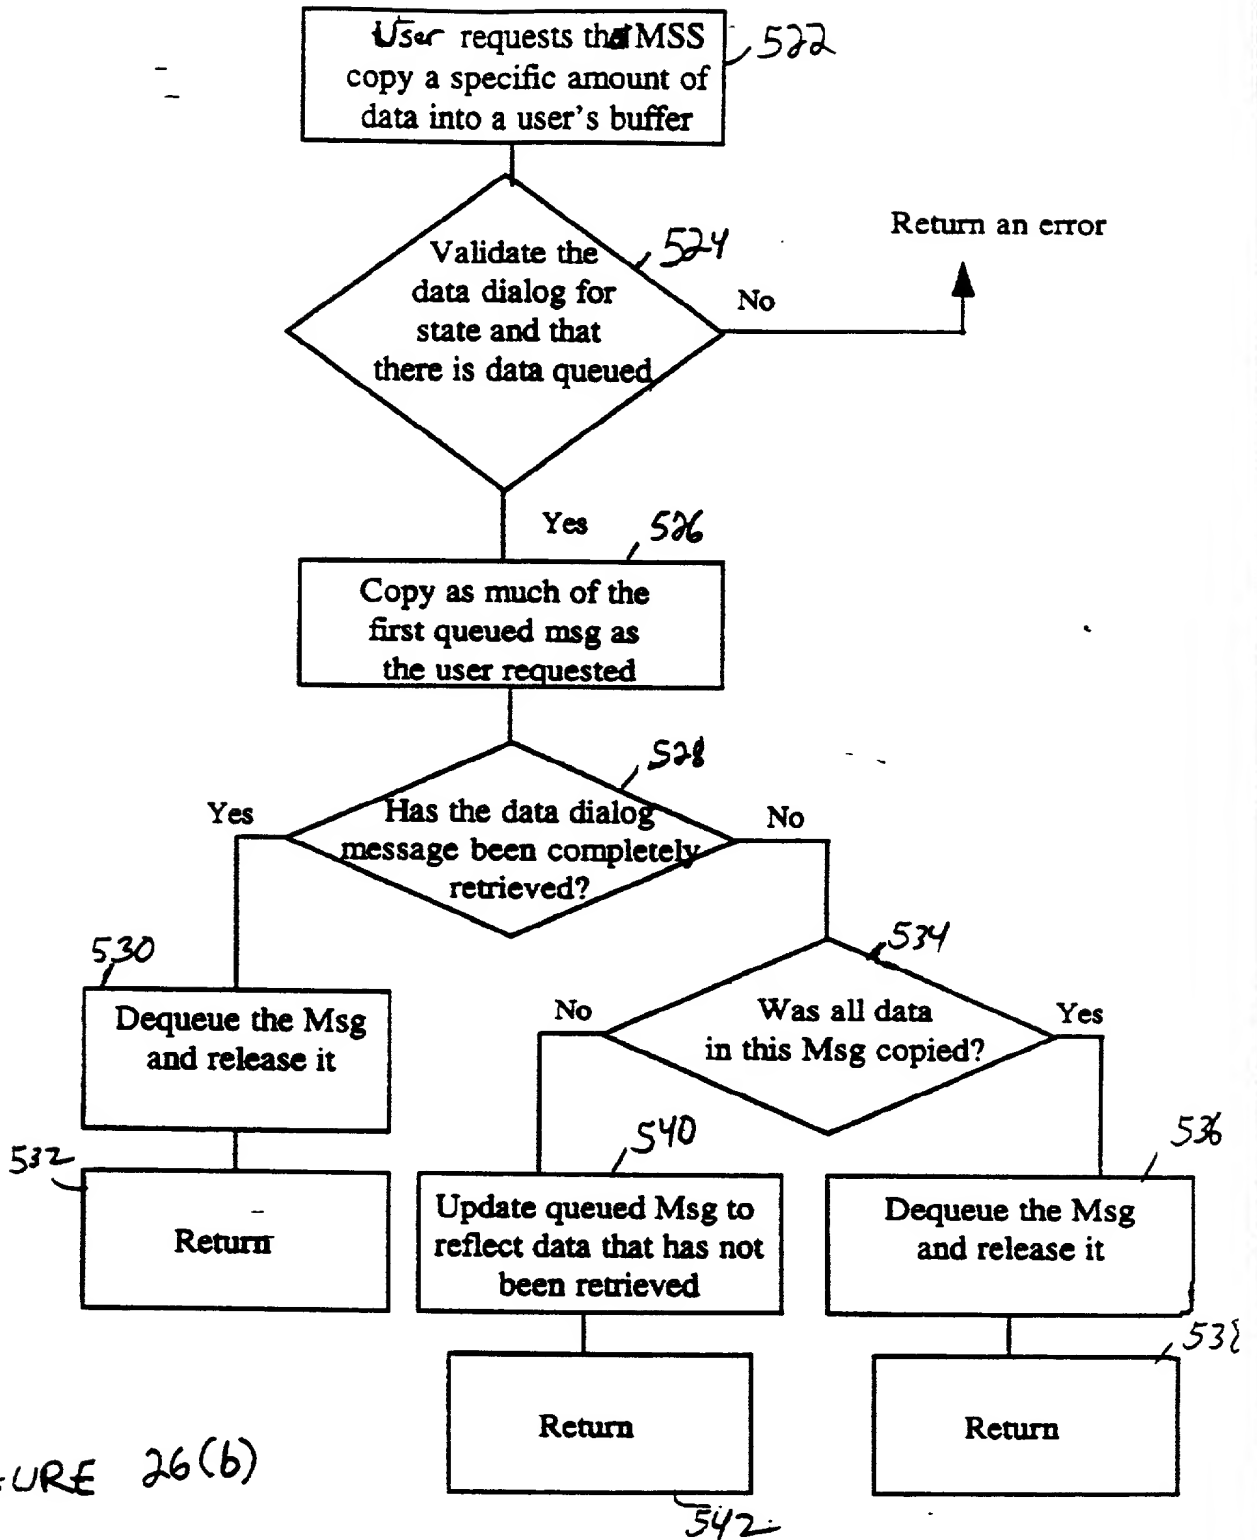 User requests that MSS
copy a specific amount of
data into a user's buffer
522
Return an error
524
Validate the
data dialog for
state and that
there is data queued
No
Yes
526
Copy as much of the
first queued msg as
the user requested
528
Yes
Has the data dialog
message been completely
retrieved?
No
530
534
Dequeue the Msg
and release it
No
Was all data
in this Msg copied?
Yes
532
540
536
Return
Update queued Msg to
reflect data that has not
been retrieved
Dequeue the Msg
and release it
Return
Return
542
26(b)